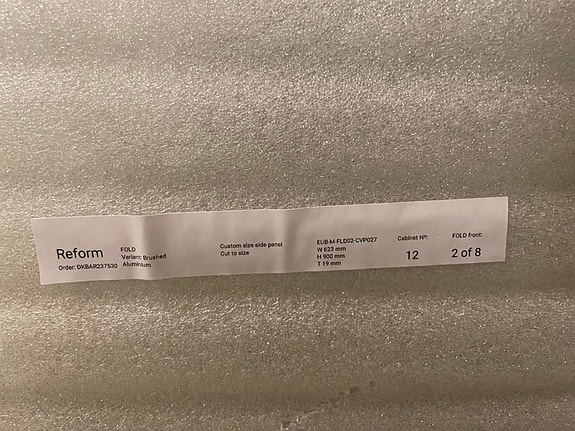 Reform
Order: DKBAR237530
FOLD
Variant: Brushed
Aluminium
Custom size side panel
Cut to size
EUB-M-FLD02-CVP027
W 623 mm
H 900 mm
T 19 mm
Cabinet Nº:
12
FOLD front:
2 of 8